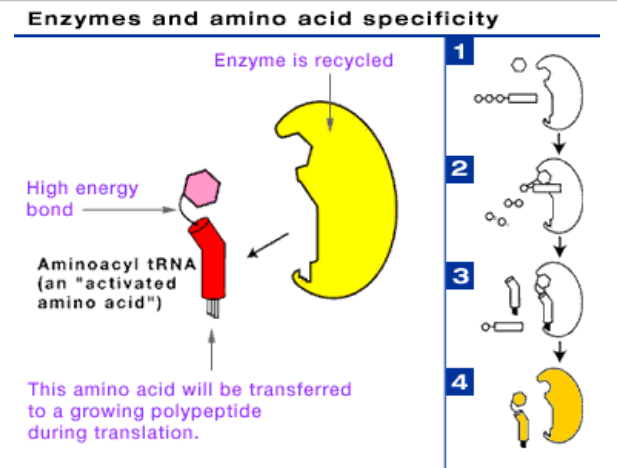 Enzymes and amino acid specificity
Enzyme is recycled
High energy
bond
Aminoacyl tRNA
(an "activated
amino acid")
This amino acid will be transferred
to a growing polypeptide
during translation.
1
2
3
4